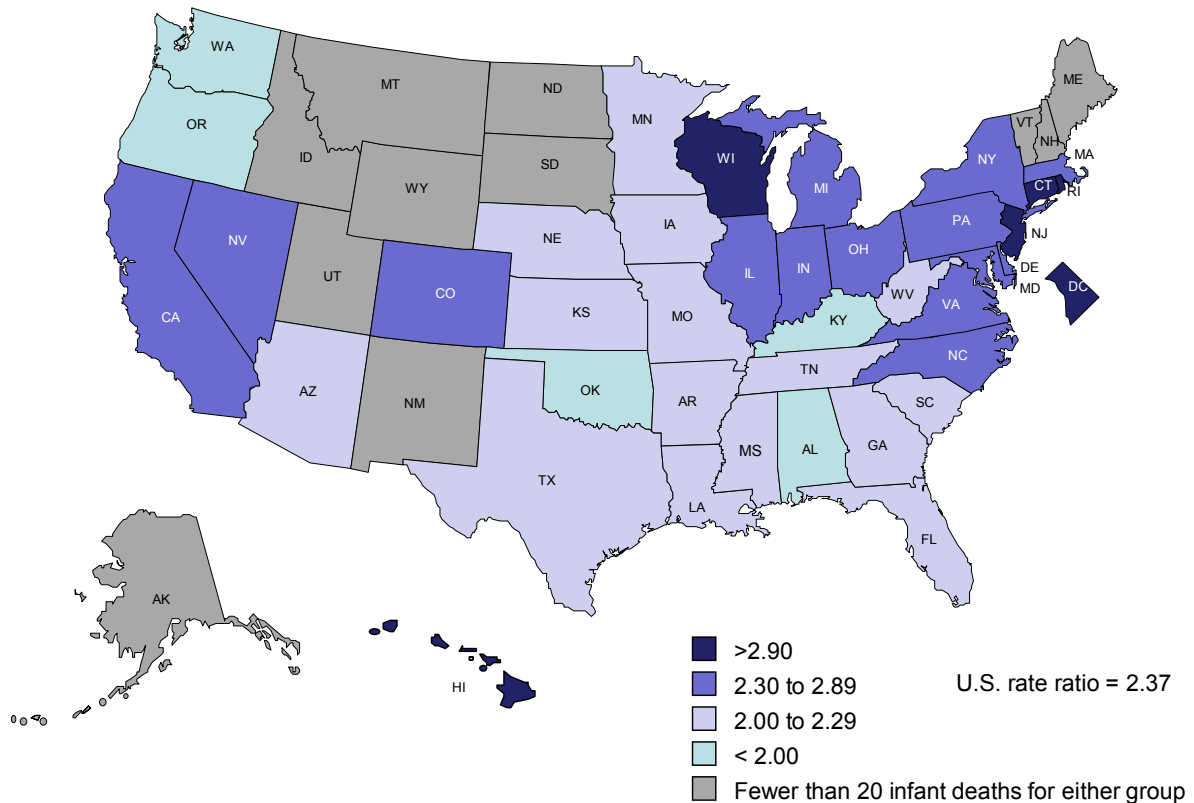 WA
MT
ND
MN
ME
VT
NH
OR
ID
SD
WI
NY
MA
MI
CT
RI
WY
IA
PA
NJ
NE
NV
UT
CO
IL
IN
OH
DE
MD
DC
WV
VA
CA
KS
MO
KY
NC
TN
AZ
NM
OK
AR
SC
MS
AL
GA
TX
LA
FL
AK
HI
>2.90
2.30 to 2.89
U.S. rate ratio = 2.37
2.00 to 2.29
< 2.00
Fewer than 20 infant deaths for either group